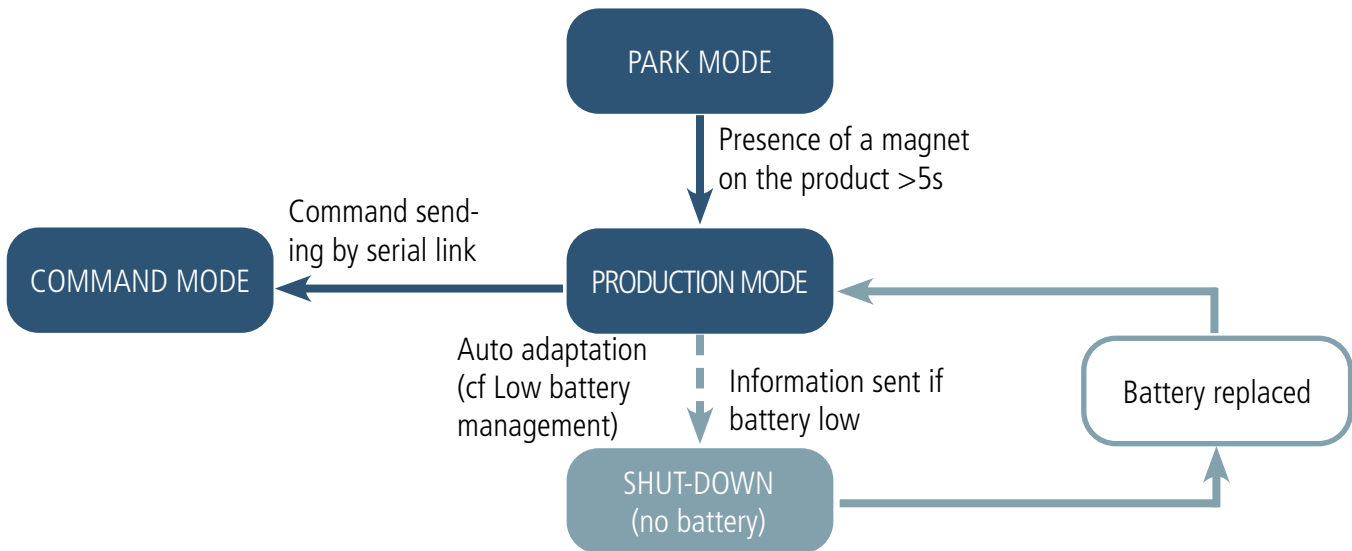 PARK MODE
Presence of a magnet
on the product >5s
Command send-
ing by serial link
COMMAND MODE
PRODUCTION MODE
Auto adaptation
(cf Low battery
management)
Information sent if
battery low
Battery replaced
SHUT-DOWN
(no battery)